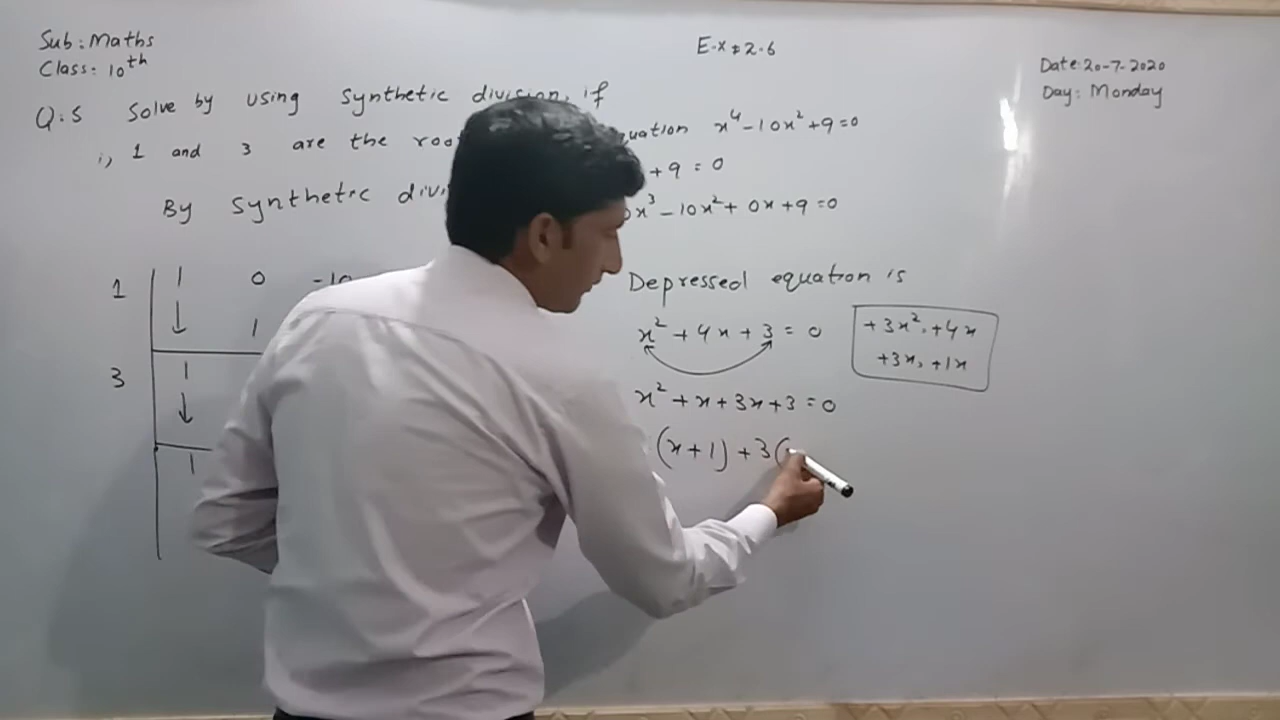 Sub: Maths
Class: 10th
E-x # 2.6
Date: 20-7-2020
Day: Monday
Q:5 Solve by using Synthetic division, if
i, 1 and 3 are the x⁴-10x²+9=0
+9=0
By Synthetic
x³-10x²+0x+9=0
1 1 0 -10
1
3 1
1
Depressed equation is
x²+4x+3=0
+3x², +4x
+3x, +1x
x²+x+3x+3=0
(x+1)+3(